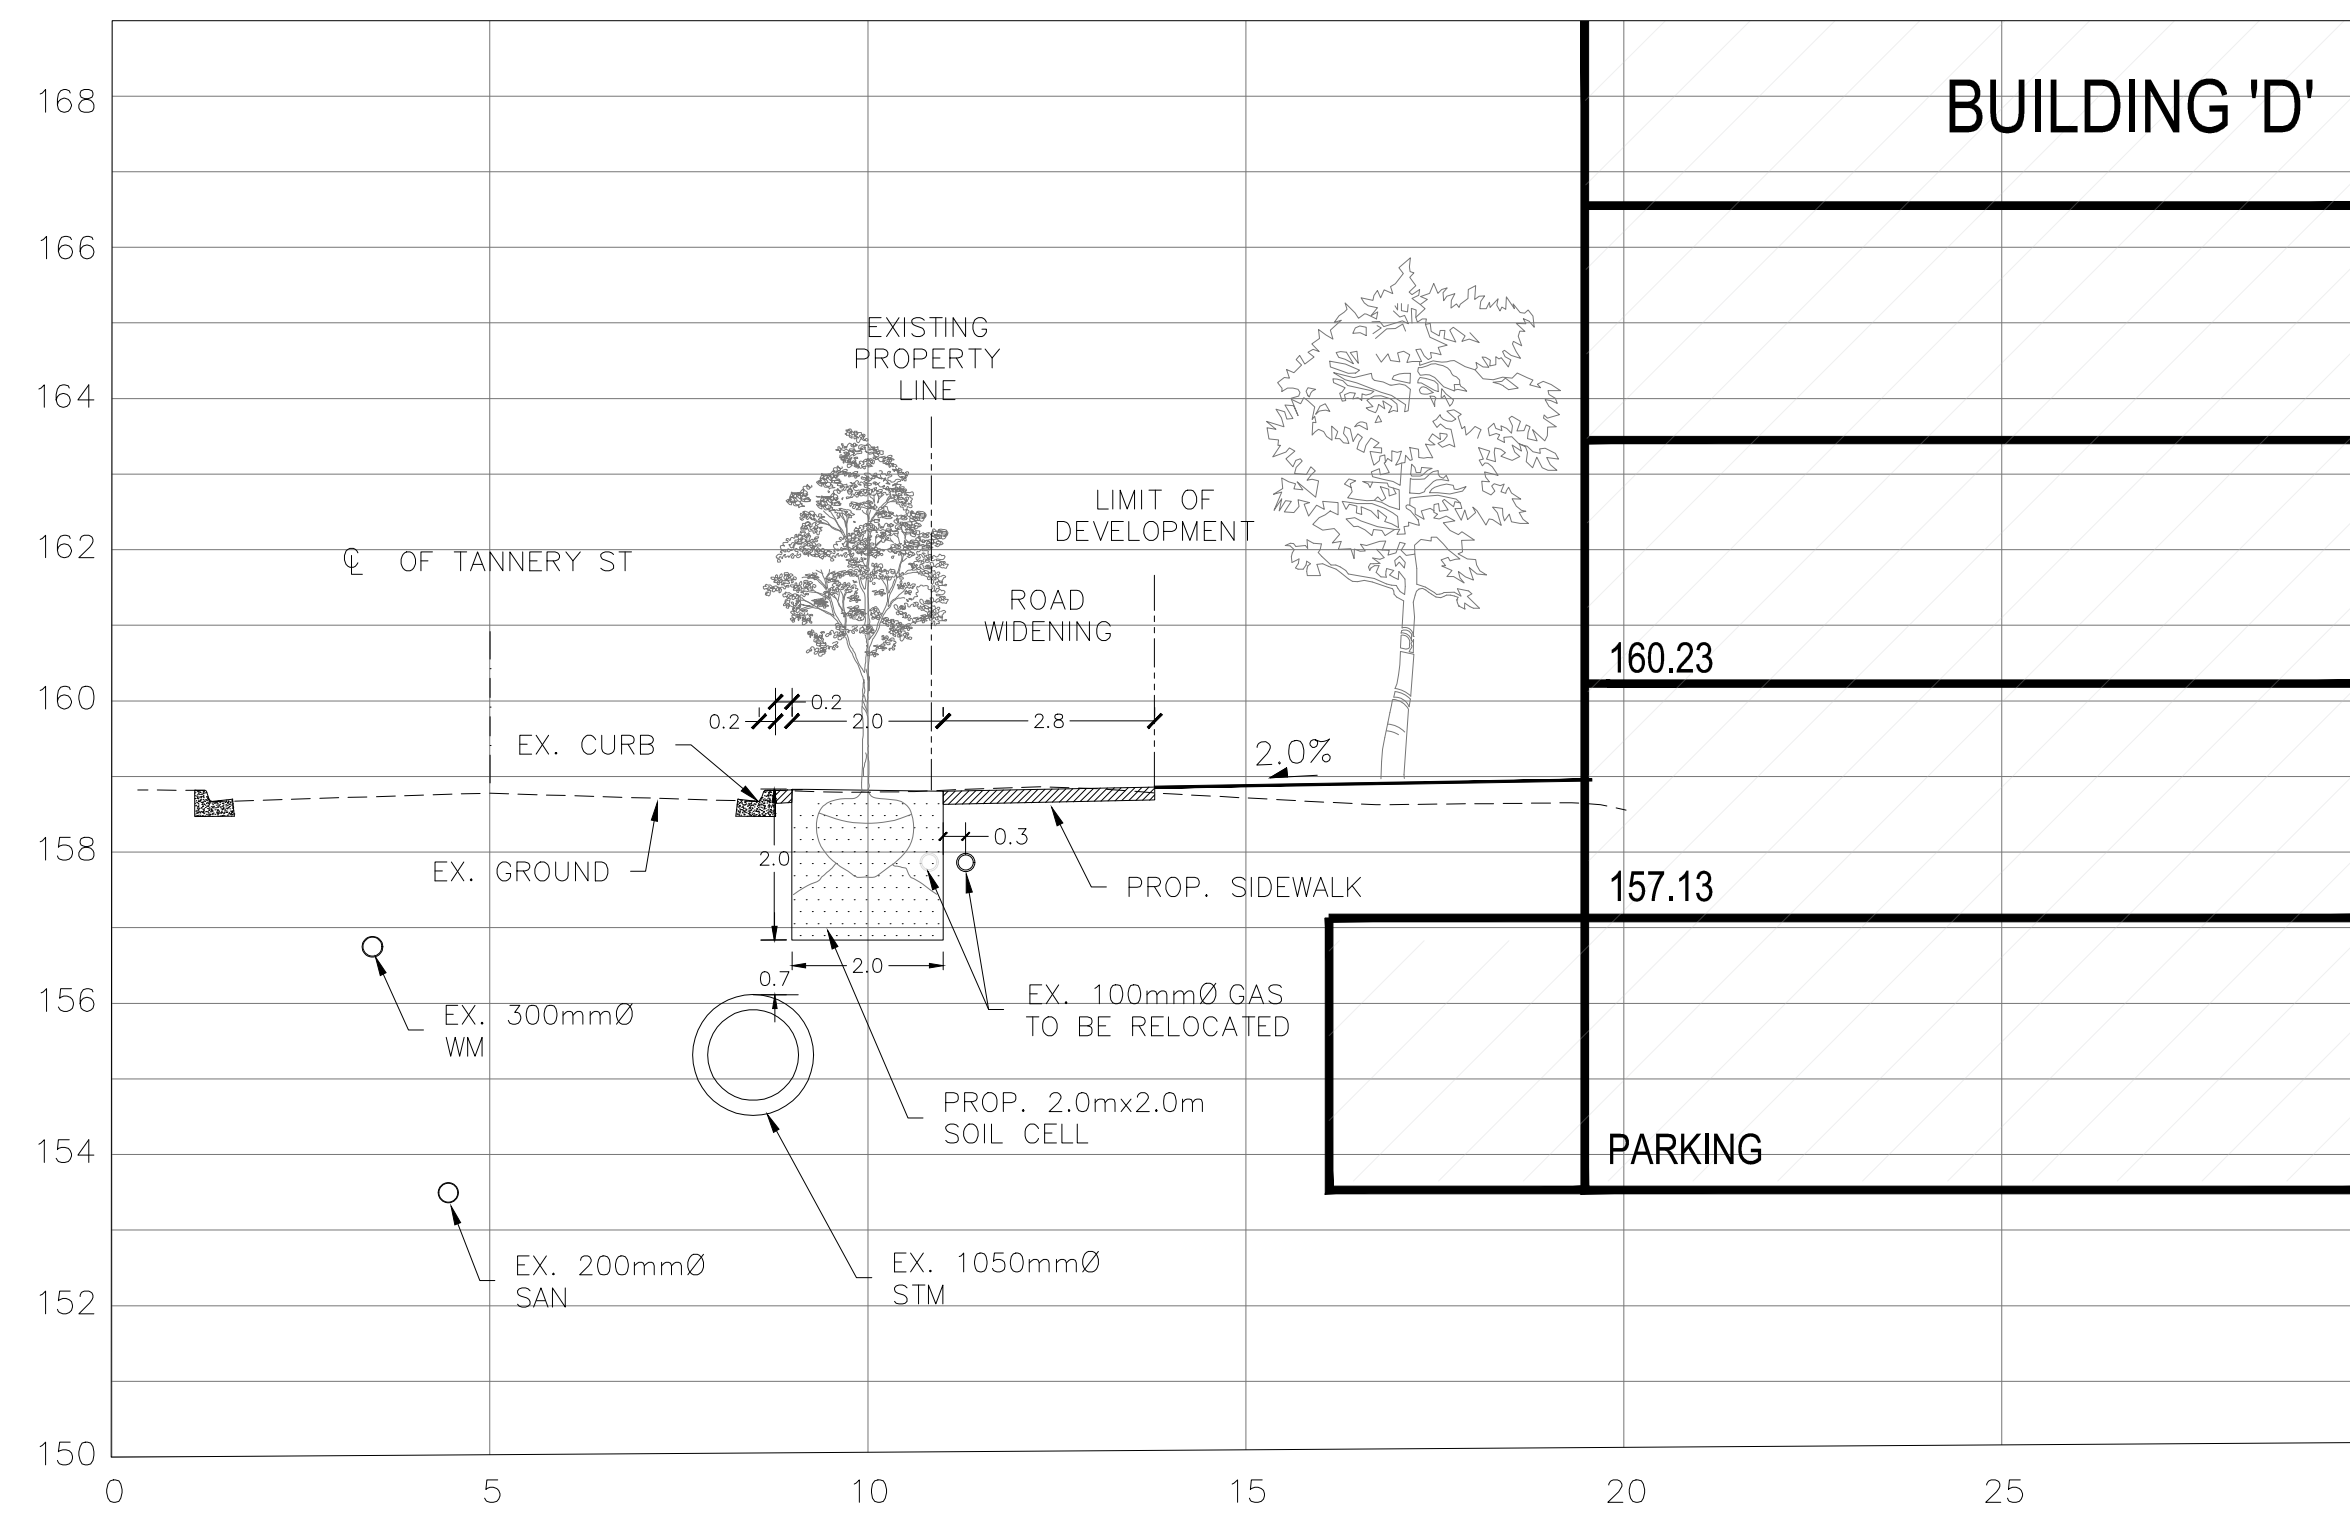 168
BUILDING 'D'
166
EXISTING
PROPERTY
LINE
164
LIMIT OF
DEVELOPMENT
162
℄ OF TANNERY ST
ROAD
WIDENING
160.23
160
0.2
0.2
2.0
2.8
EX. CURB
2.0%
158
0.3
2.0
EX. GROUND
PROP. SIDEWALK
157.13
2.0
0.7
156
EX. 300mmØ
WM
EX. 100mmØ GAS
TO BE RELOCATED
PROP. 2.0mx2.0m
SOIL CELL
154
PARKING
EX. 200mmØ
SAN
EX. 1050mmØ
STM
152
150
0 5 10 15 20 25